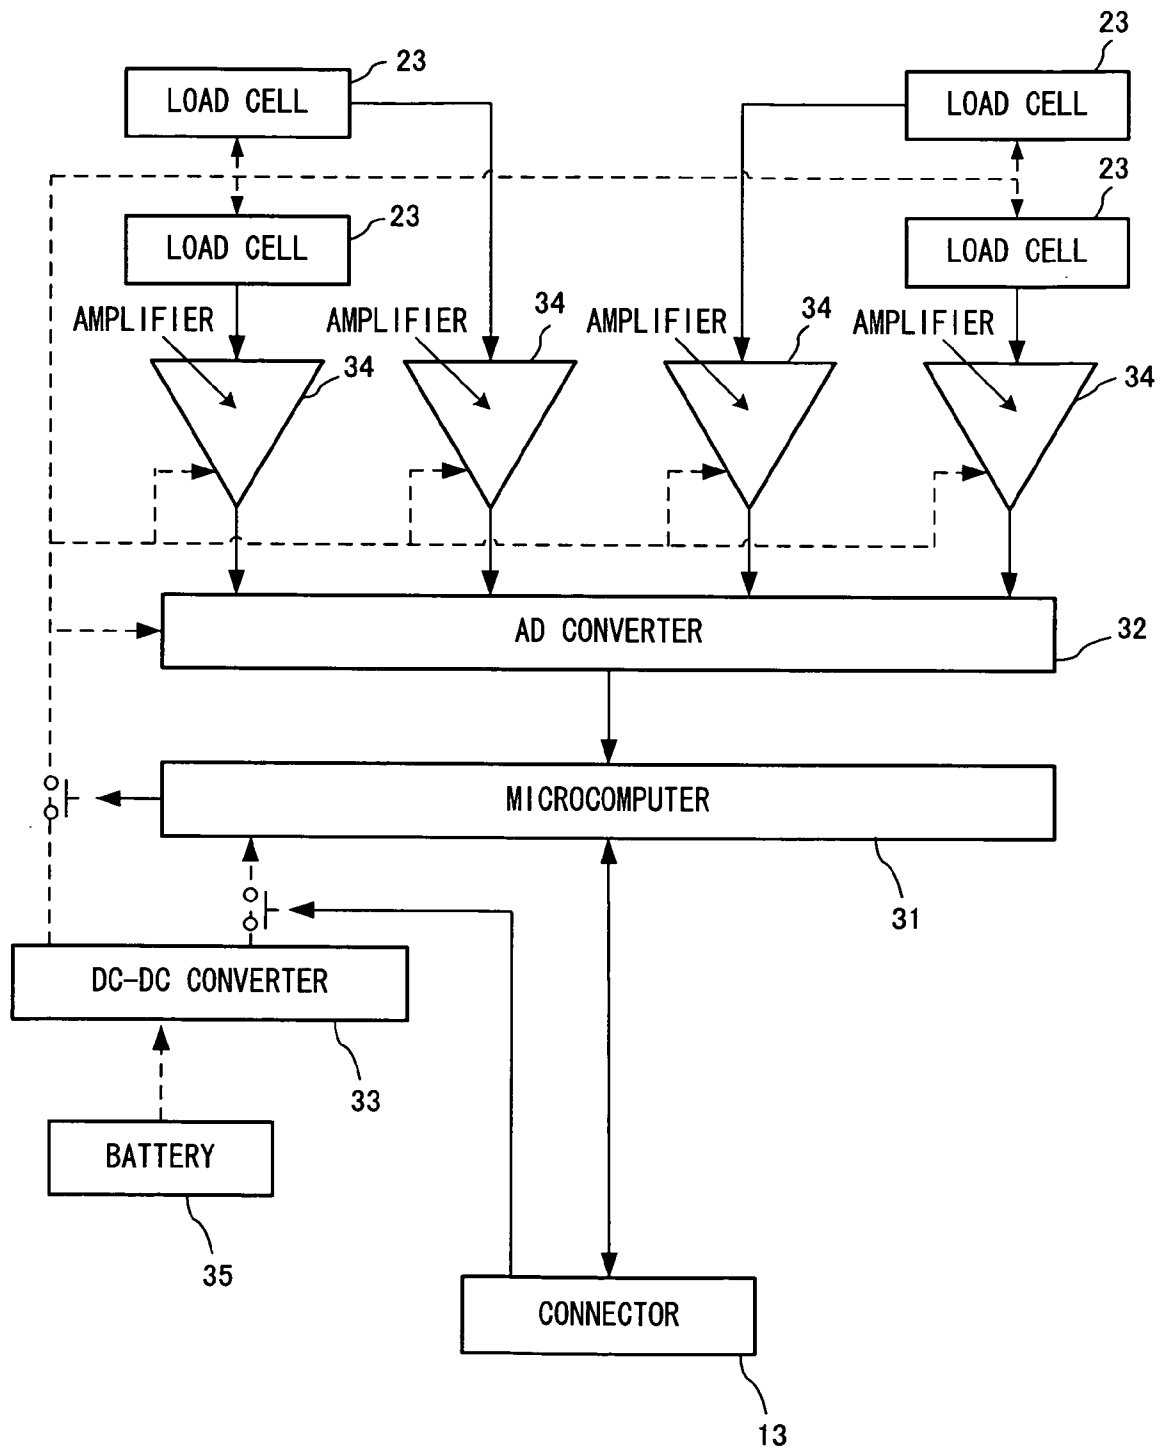 23
23
LOAD CELL
LOAD CELL
23
23
LOAD CELL
LOAD CELL
34
34
AMPLIFIER
AMPLIFIER
AMPLIFIER
AMPLIFIER
34
34
AD CONVERTER
32
MICROCOMPUTER
31
DC-DC CONVERTER
33
BATTERY
35
CONNECTOR
13